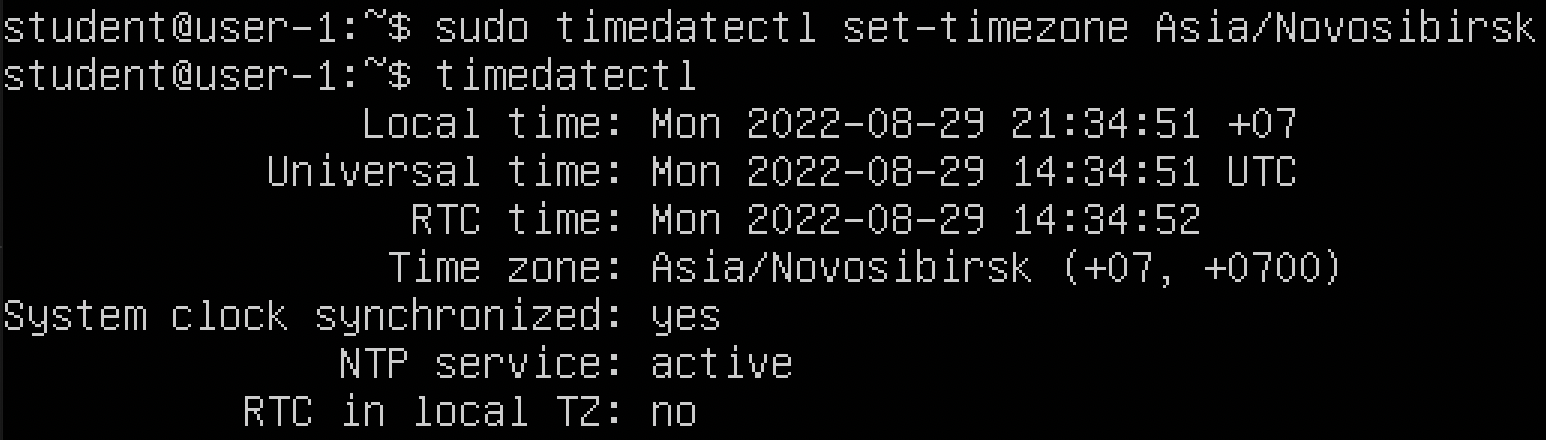 student@user-1:~$ sudo timedatectl set-timezone Asia/Novosibirsk
student@user-1:~$ timedatectl
Local time: Mon 2022-08-29 21:34:51 +07
Universal time: Mon 2022-08-29 14:34:51 UTC
RTC time: Mon 2022-08-29 14:34:52
Time zone: Asia/Novosibirsk (+07, +0700)
System clock synchronized: yes
NTP service: active
RTC in local TZ: no